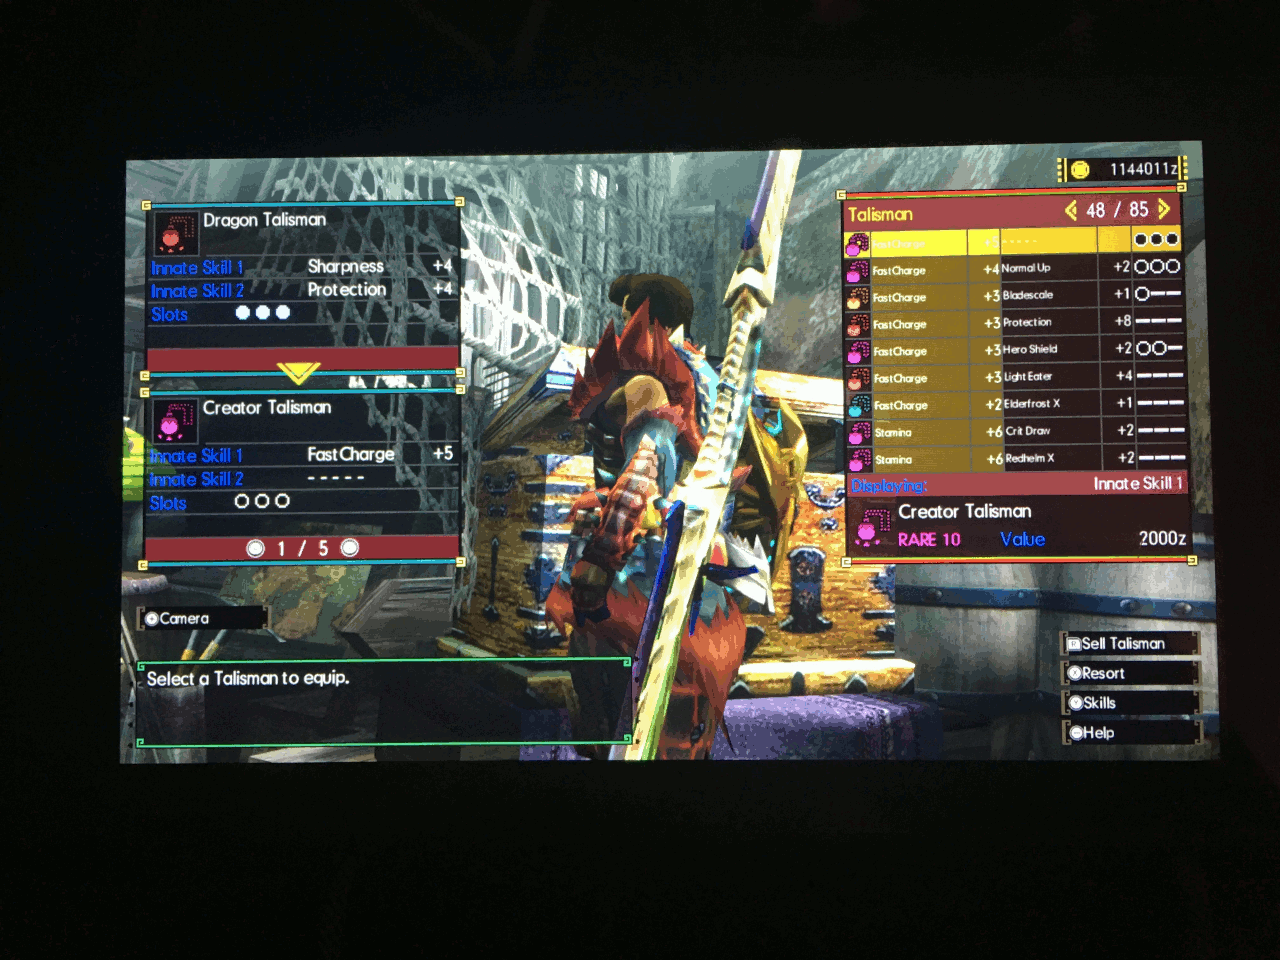 1144011z
Dragon Talisman
Innate Skill 1 Sharpness +4
Innate Skill 2 Protection +4
Slots
Creator Talisman
Innate Skill 1 FastCharge +5
Innate Skill 2 -----
Slots
1 / 5
Camera
Select a Talisman to equip.
Talisman 48 / 85
FastCharge +5 -----
FastCharge +4 Normal Up +2
FastCharge +3 Bladescale +1
FastCharge +3 Protection +8
FastCharge +3 Hero Shield +2
FastCharge +3 Light Eater +4
FastCharge +2 Elderfrost X +1
Stamina +6 Crit Draw +2
Stamina +6 Redhelm X +2
Displaying: Innate Skill 1
Creator Talisman
RARE 10 Value 2000z
Sell Talisman
Resort
Skills
Help